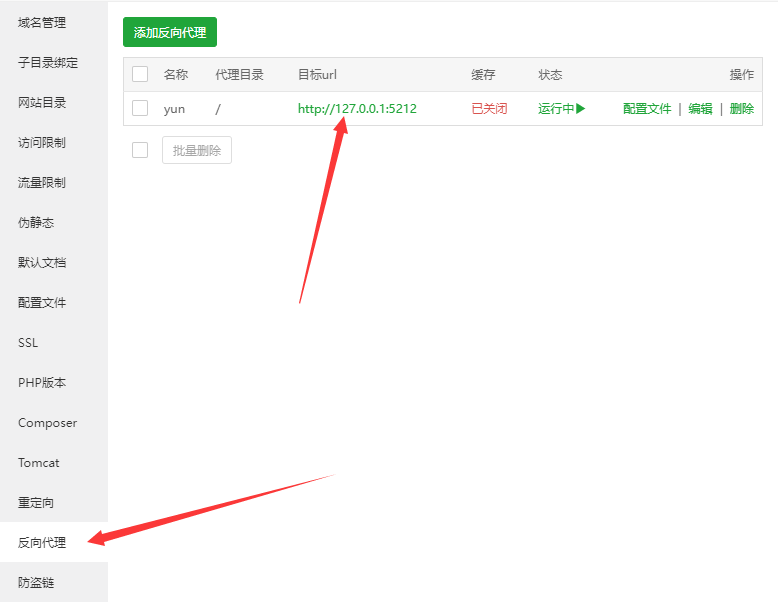 域名管理
子目录绑定
网站目录
访问限制
流量限制
伪静态
默认文档
配置文件
SSL
PHP版本
Composer
Tomcat
重定向
反向代理
防盗链
添加反向代理
名称 代理目录 目标url 缓存 状态 操作
yun / http://127.0.0.1:5212 已关闭 运行中 配置文件 | 编辑 | 删除
批量删除